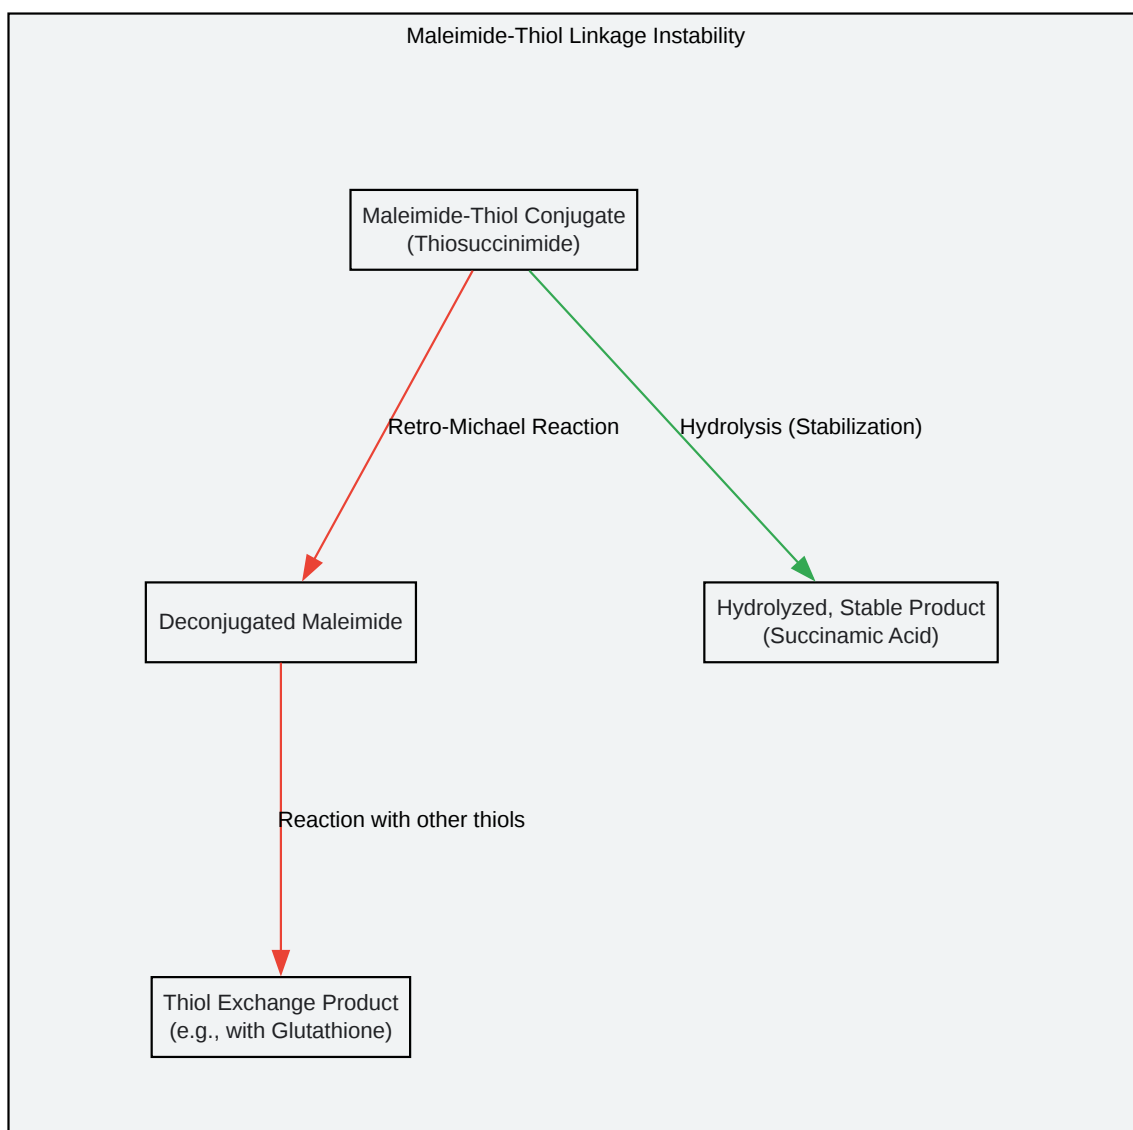 Maleimide-Thiol Linkage Instability
Maleimide-Thiol Conjugate
(Thiosuccinimide)
Retro-Michael Reaction
Hydrolysis (Stabilization)
Deconjugated Maleimide
Hydrolyzed, Stable Product
(Succinamic Acid)
Reaction with other thiols
Thiol Exchange Product
(e.g., with Glutathione)